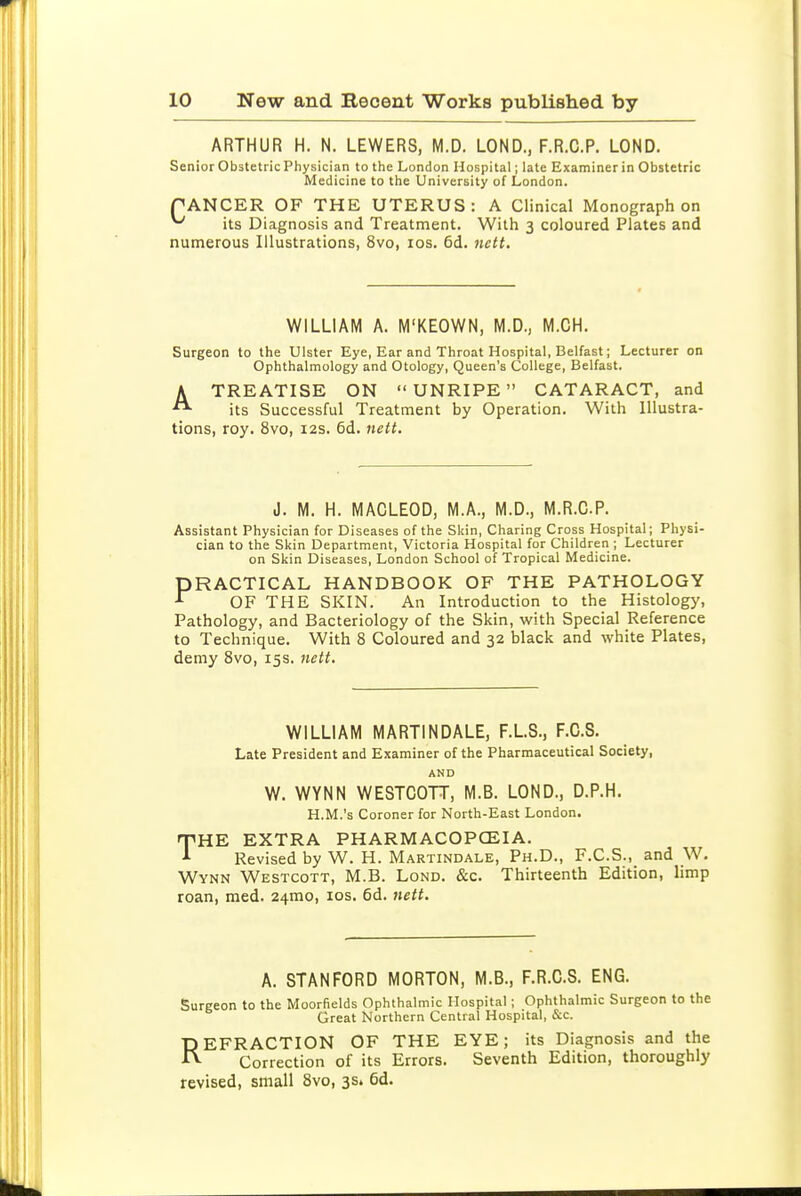 10 New and Recent Works published by
ARTHUR H. N. LEWERS, M.D. LOND., F.R.C.P. LOND.
Senior Obstetric Physician to the London Hospital; late Examiner in Obstetric
Medicine to the University of London.
CANCER OF THE UTERUS: A Clinical Monograph on
its Diagnosis and Treatment. With 3 coloured Plates and
numerous Illustrations, 8vo, 10s. 6d. nett.
WILLIAM A. M'KEOWN, M.D., M.CH.
Surgeon to the Ulster Eye, Ear and Throat Hospital, Belfast; Lecturer on
Ophthalmology and Otology, Queen's College, Belfast.
A TREATISE ON "UNRIPE" CATARACT, and
its Successful Treatment by Operation. With Illustra-
tions, roy. 8vo, 12s. 6d. nett.
J. M. H. MACLEOD, M.A., M.D., M.R.C.P.
Assistant Physician for Diseases of the Skin, Charing Cross Hospital; Physi-
cian to the Skin Department, Victoria Hospital for Children; Lecturer
on Skin Diseases, London School of Tropical Medicine.
PRACTICAL HANDBOOK OF THE PATHOLOGY
OF THE SKIN. An Introduction to the Histology,
Pathology, and Bacteriology of the Skin, with Special Reference
to Technique. With 8 Coloured and 32 black and white Plates,
demy 8vo, 15s. nett.
WILLIAM MARTINDALE, F.L.S., F.C.S.
Late President and Examiner of the Pharmaceutical Society,
AND
W. WYNN WESTCOTT, M.B. LOND., D.P.H.
H.M.'s Coroner for North-East London.
THE EXTRA PHARMACOPŒIA.
Revised by W. H. MARTINDALE, PH.D., F.C.S., and W.
WYNN WESTCOTT, M.B. LOND. &c. Thirteenth Edition, limp
roan, med. 24mo, 10s. 6d. nett.
A. STANFORD MORTON, M.B., F.R.C.S. ENG.
Surgeon to the Moorfields Ophthalmic Hospital; Ophthalmic Surgeon to the
Great Northern Central Hospital, &c.
REFRACTION OF THE EYE; its Diagnosis and the
Correction of its Errors. Seventh Edition, thoroughly
revised, small 8vo, 3s. 6d.